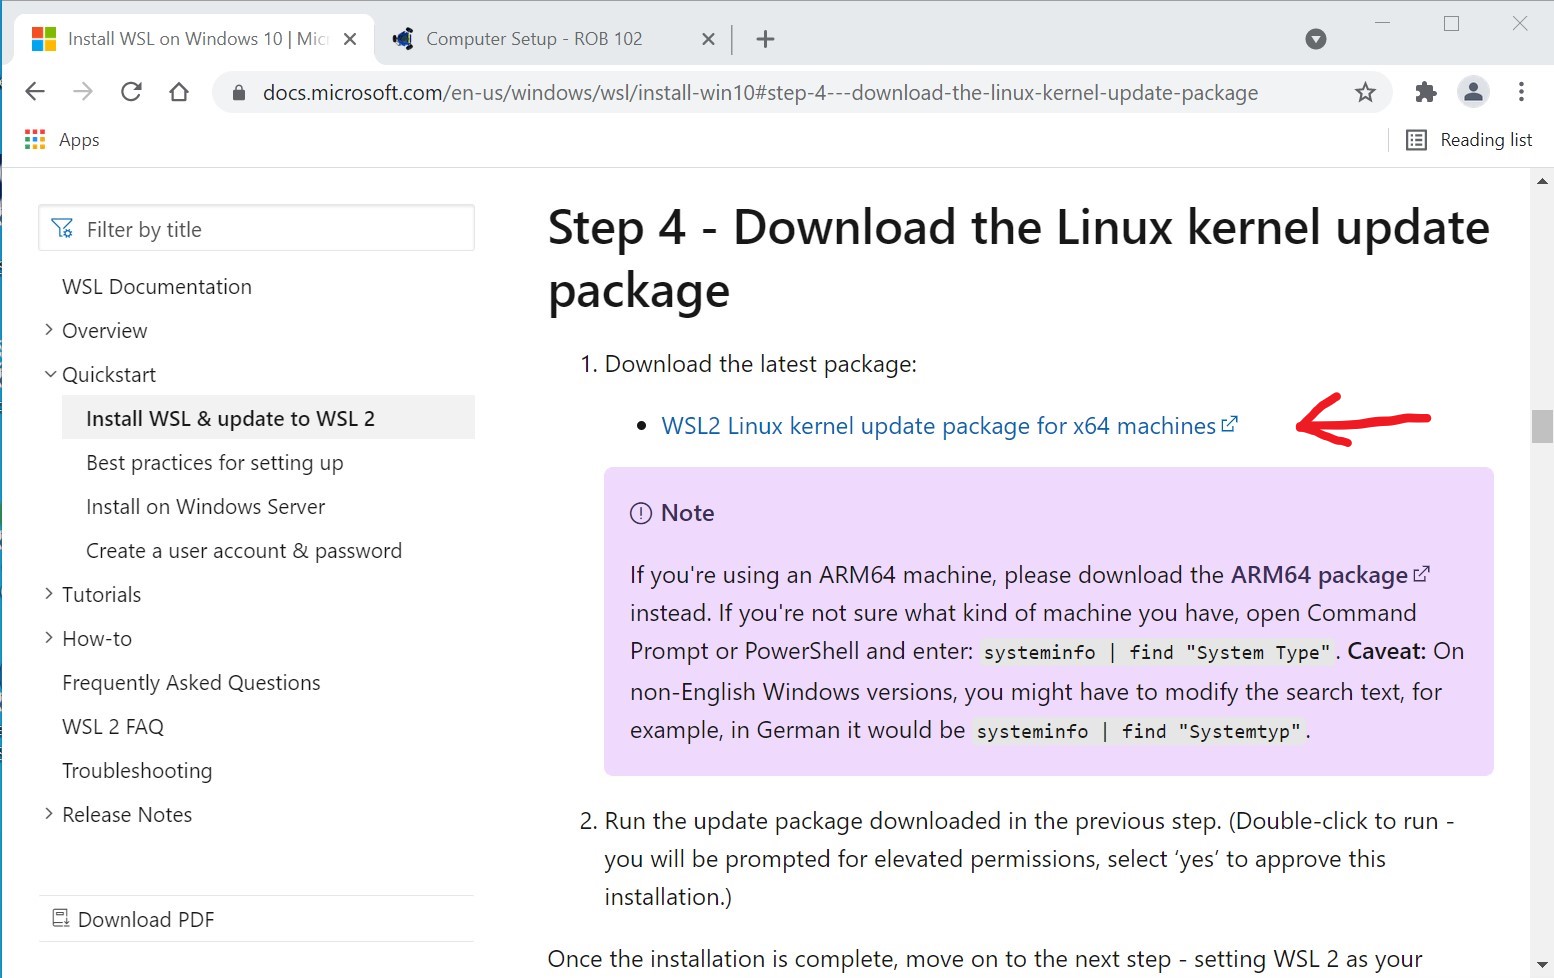 Install WSL on Windows 10 | Mic
Computer Setup - ROB 102
docs.microsoft.com/en-us/windows/wsl/install-win10#step-4---download-the-linux-kernel-update-package
Apps
Reading list
Filter by title
WSL Documentation
Overview
Quickstart
Install WSL & update to WSL 2
Best practices for setting up
Install on Windows Server
Create a user account & password
Tutorials
How-to
Frequently Asked Questions
WSL 2 FAQ
Troubleshooting
Release Notes
Download PDF
Step 4 - Download the Linux kernel update
package
1. Download the latest package:
• WSL2 Linux kernel update package for x64 machines
Note
If you're using an ARM64 machine, please download the ARM64 package
instead. If you're not sure what kind of machine you have, open Command
Prompt or PowerShell and enter: systeminfo | find "System Type". Caveat: On
non-English Windows versions, you might have to modify the search text, for
example, in German it would be systeminfo | find "Systemtyp".
2. Run the update package downloaded in the previous step. (Double-click to run -
you will be prompted for elevated permissions, select ‘yes’ to approve this
installation.)
Once the installation is complete, move on to the next step - setting WSL 2 as your